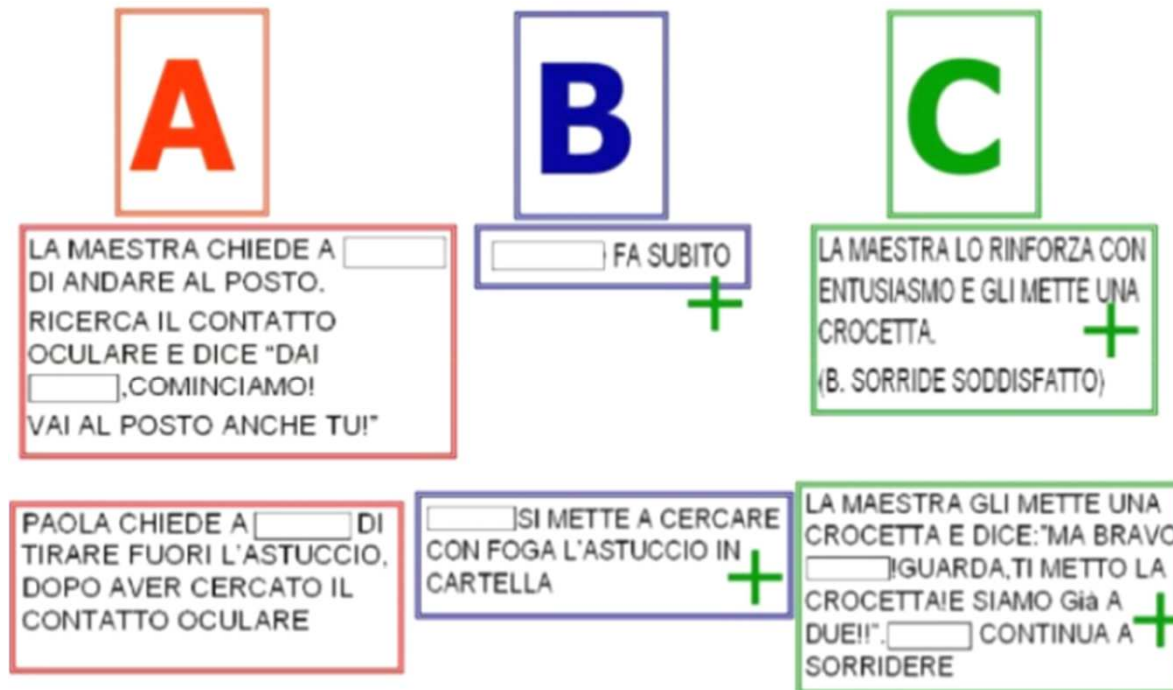 A
B
C
LA MAESTRA CHIEDE A
DI ANDARE AL POSTO.
RICERCA IL CONTATTO
OCULARE E DICE “DAI
,COMINCIAMO!
VAI AL POSTO ANCHE TU!”
FA SUBITO
LA MAESTRA LO RINFORZA CON
ENTUSIASMO E GLI METTE UNA
CROCETTA.
(B. SORRIDE SODDISFATTO)
PAOLA CHIEDE A DI
TIRARE FUORI L'ASTUCCIO,
DOPO AVER CERCATO IL
CONTATTO OCULARE
SI METTE A CERCARE
CON FOGA L'ASTUCCIO IN
CARTELLA
LA MAESTRA GLI METTE UNA
CROCETTA E DICE:”MA BRAVO
!GUARDA,TI METTO LA
CROCETTA!E SIAMO Già A
DUE!!”. CONTINUA A
SORRIDERE